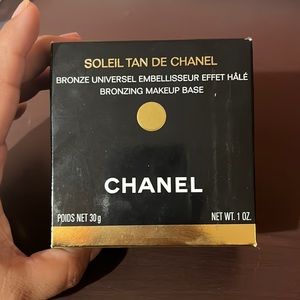 SOLEIL TAN DE CHANEL
BRONZE UNIVERSEL EMBELLISSEUR EFFET HÂLÉ
BRONZING MAKEUP BASE
CHANEL
POIDS NET 30 g NET WT. 1 OZ.